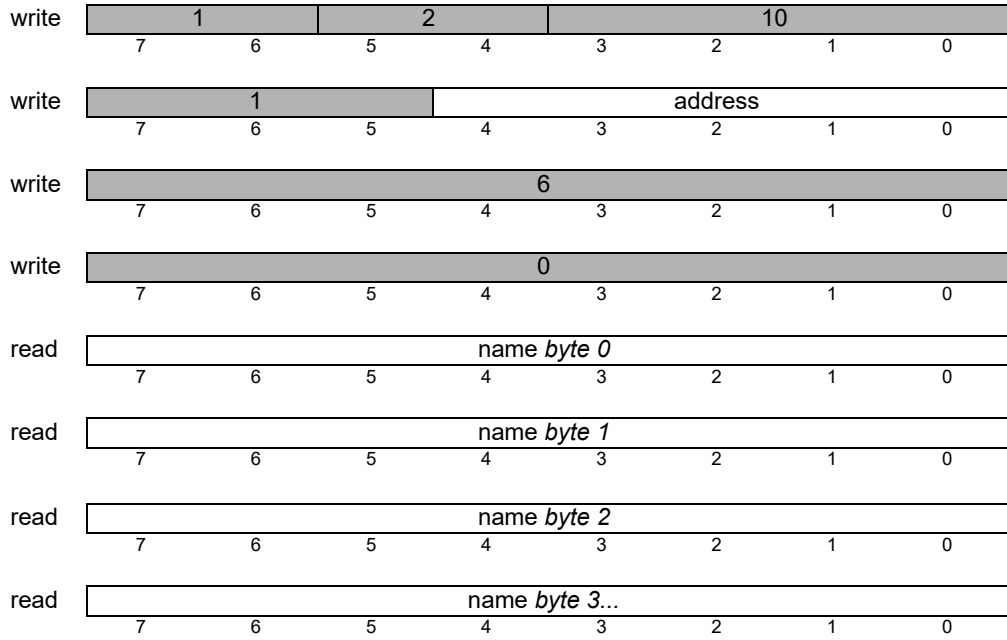 write 1 2 10
7 6 5 4 3 2 1 0
write 1 address
7 6 5 4 3 2 1 0
write 6
7 6 5 4 3 2 1 0
write 0
7 6 5 4 3 2 1 0
read name byte 0
7 6 5 4 3 2 1 0
read name byte 1
7 6 5 4 3 2 1 0
read name byte 2
7 6 5 4 3 2 1 0
read name byte 3...
7 6 5 4 3 2 1 0